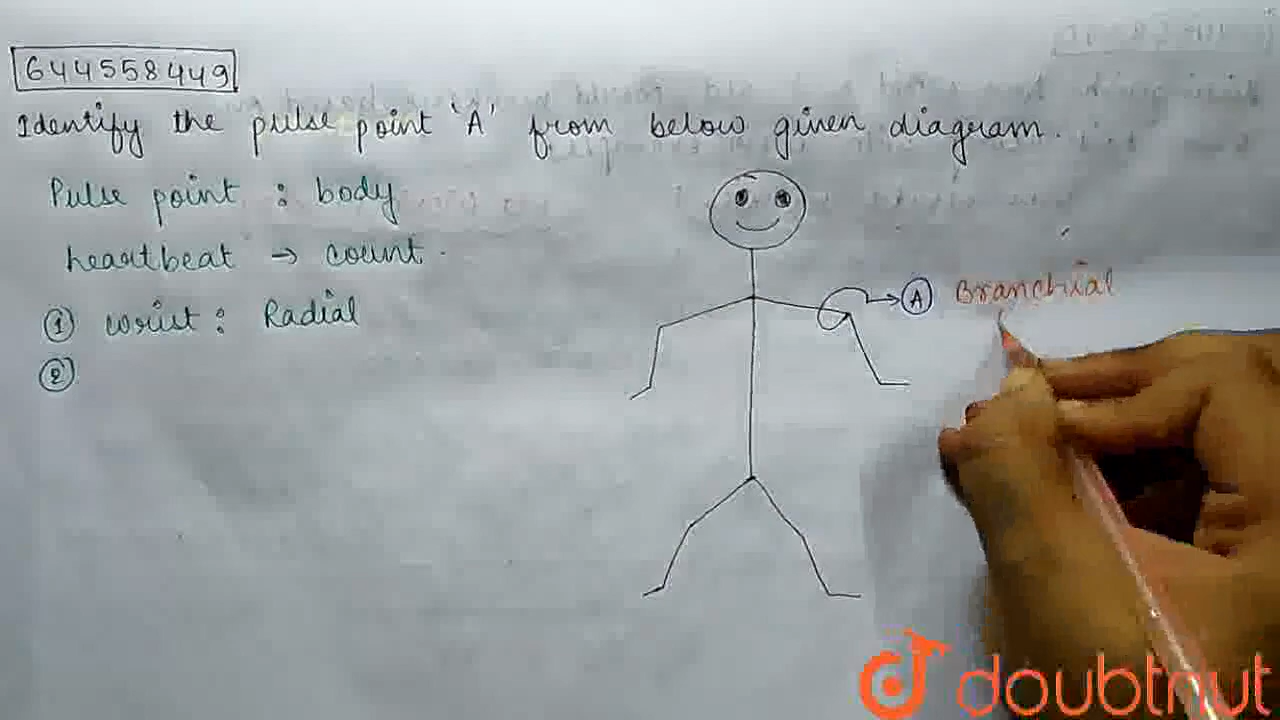 644558449
Identify the pulse point 'A' from below given diagram.
Pulse point : body
heartbeat → count.
① wrist : Radial
②
Ⓐ Branchial
doubtnut